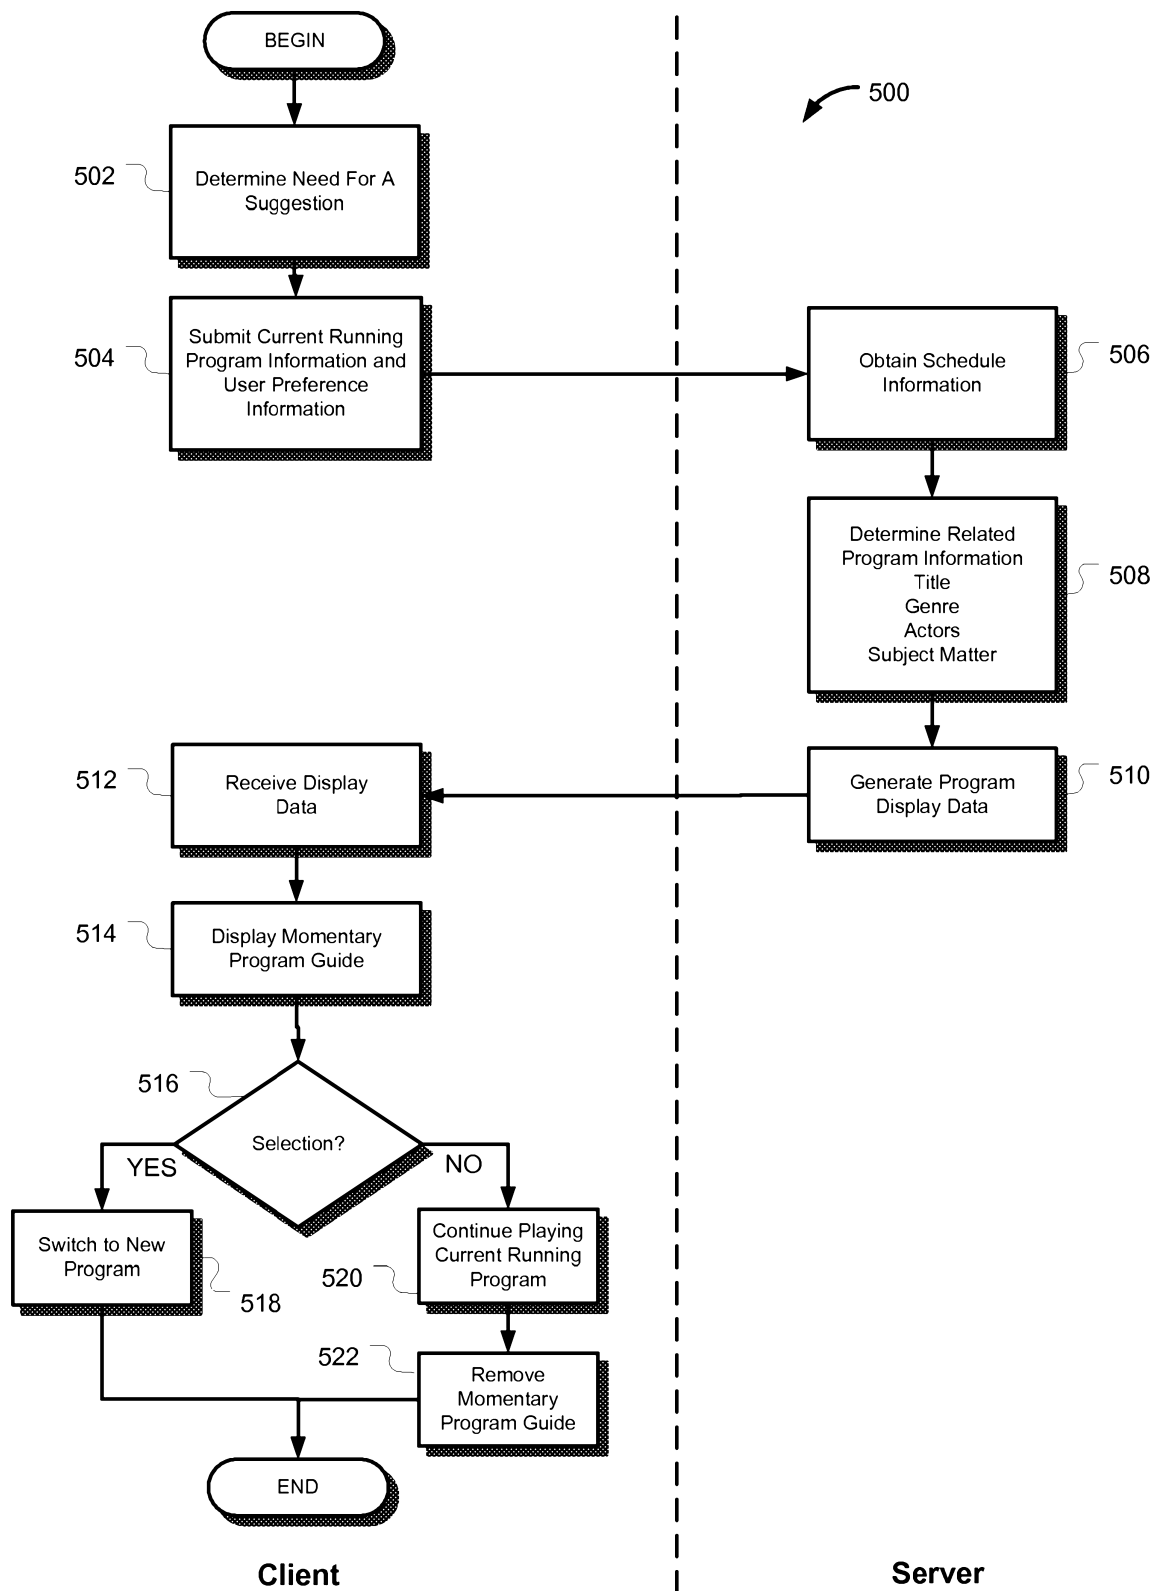 BEGIN
500
502
Determine Need For A
Suggestion
504
Submit Current Running
Program Information and
User Preference
Information
506
Obtain Schedule
Information
508
Determine Related
Program Information
Title
Genre
Actors
Subject Matter
510
Generate Program
Display Data
512
Receive Display
Data
514
Display Momentary
Program Guide
516
Selection?
YES
NO
Switch to New
Program
518
Continue Playing
Current Running
Program
520
522
Remove
Momentary
Program Guide
END
Client
Server